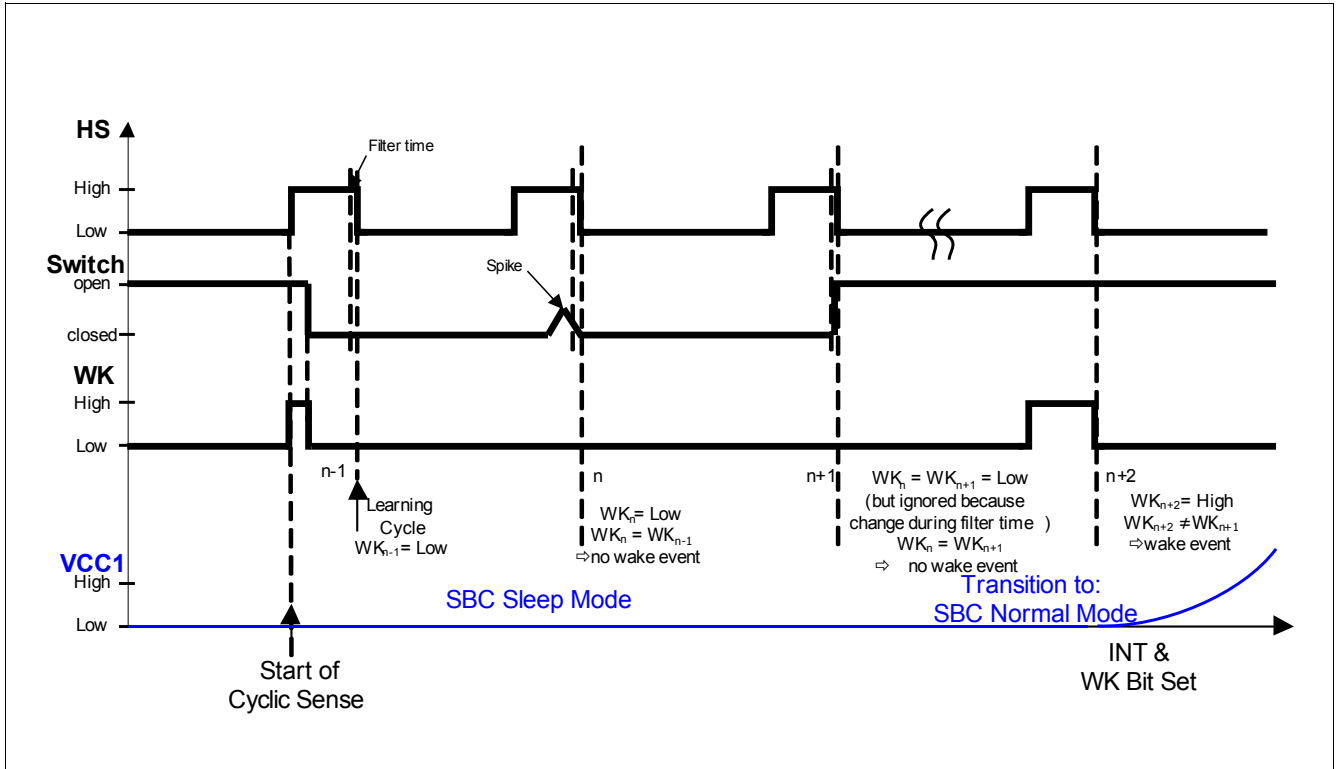 HS
Filter time
High
Low
Switch
open
Spike
closed
WK
High
Low
n-1
Learning
Cycle
WKn-1= Low
n
WKn= Low
WKn = WKn-1
⇨no wake event
n+1
WKn = WKn+1 = Low
(but ignored because
change during filter time )
WKn = WKn+1
⇨ no wake event
n+2
WKn+2= High
WKn+2 ≠WKn+1
⇨wake event
VCC1
High
Low
SBC Sleep Mode
Transition to:
SBC Normal Mode
Start of
Cyclic Sense
INT &
WK Bit Set